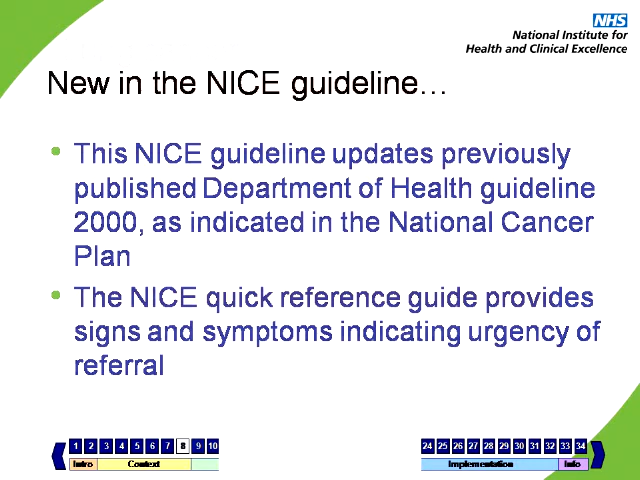 NHS
National Institute for
Health and Clinical Excellence
New in the NICE guideline…
• This NICE guideline updates previously
published Department of Health guideline
2000, as indicated in the National Cancer
Plan
• The NICE quick reference guide provides
signs and symptoms indicating urgency of
referral
1 2 3 4 5 6 7 8 9 10 24 25 26 27 28 29 30 31 32 33 34
Intro Context Implementation Info